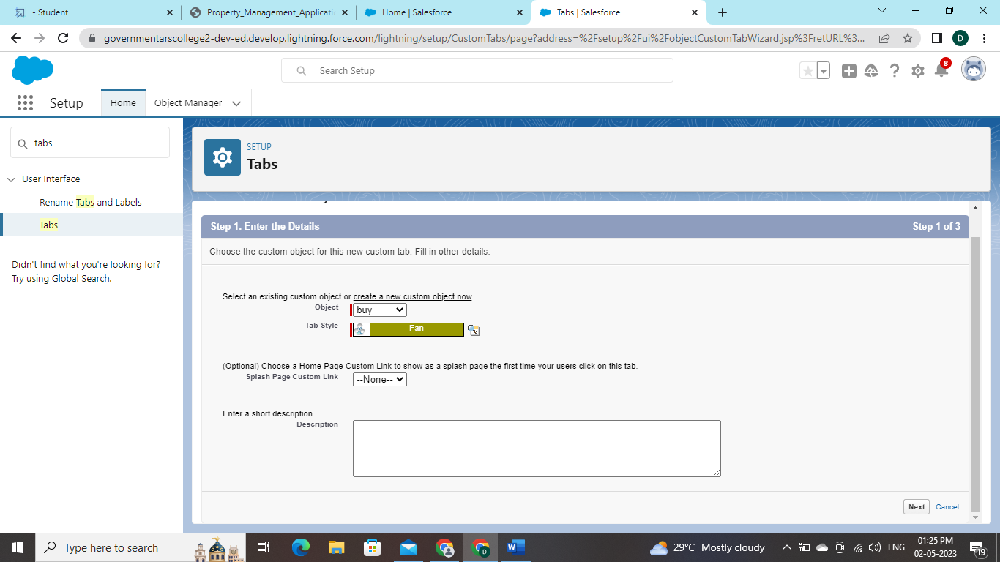 - Student
Property_Management_Applicati
Home | Salesforce
Tabs | Salesforce
governmentarscollege2-dev-ed.develop.lightning.force.com/lightning/setup/CustomTabs/page?address=%2Fsetup%2Fui%2FobjectCustomTabWizard.jsp%3FretURL%3...
D
Search Setup
8
Setup
Home
Object Manager
tabs
User Interface
Rename Tabs and Labels
Tabs
Didn't find what you're looking for?
Try using Global Search.
SETUP
Tabs
Step 1. Enter the Details
Step 1 of 3
Choose the custom object for this new custom tab. Fill in other details.
Select an existing custom object or create a new custom object now.
Object
buy
Tab Style
Fan
(Optional) Choose a Home Page Custom Link to show as a splash page the first time your users click on this tab.
Splash Page Custom Link
--None--
Enter a short description.
Description
Next
Cancel
Type here to search
D
29°C Mostly cloudy
ENG
01:25 PM
02-05-2023
19